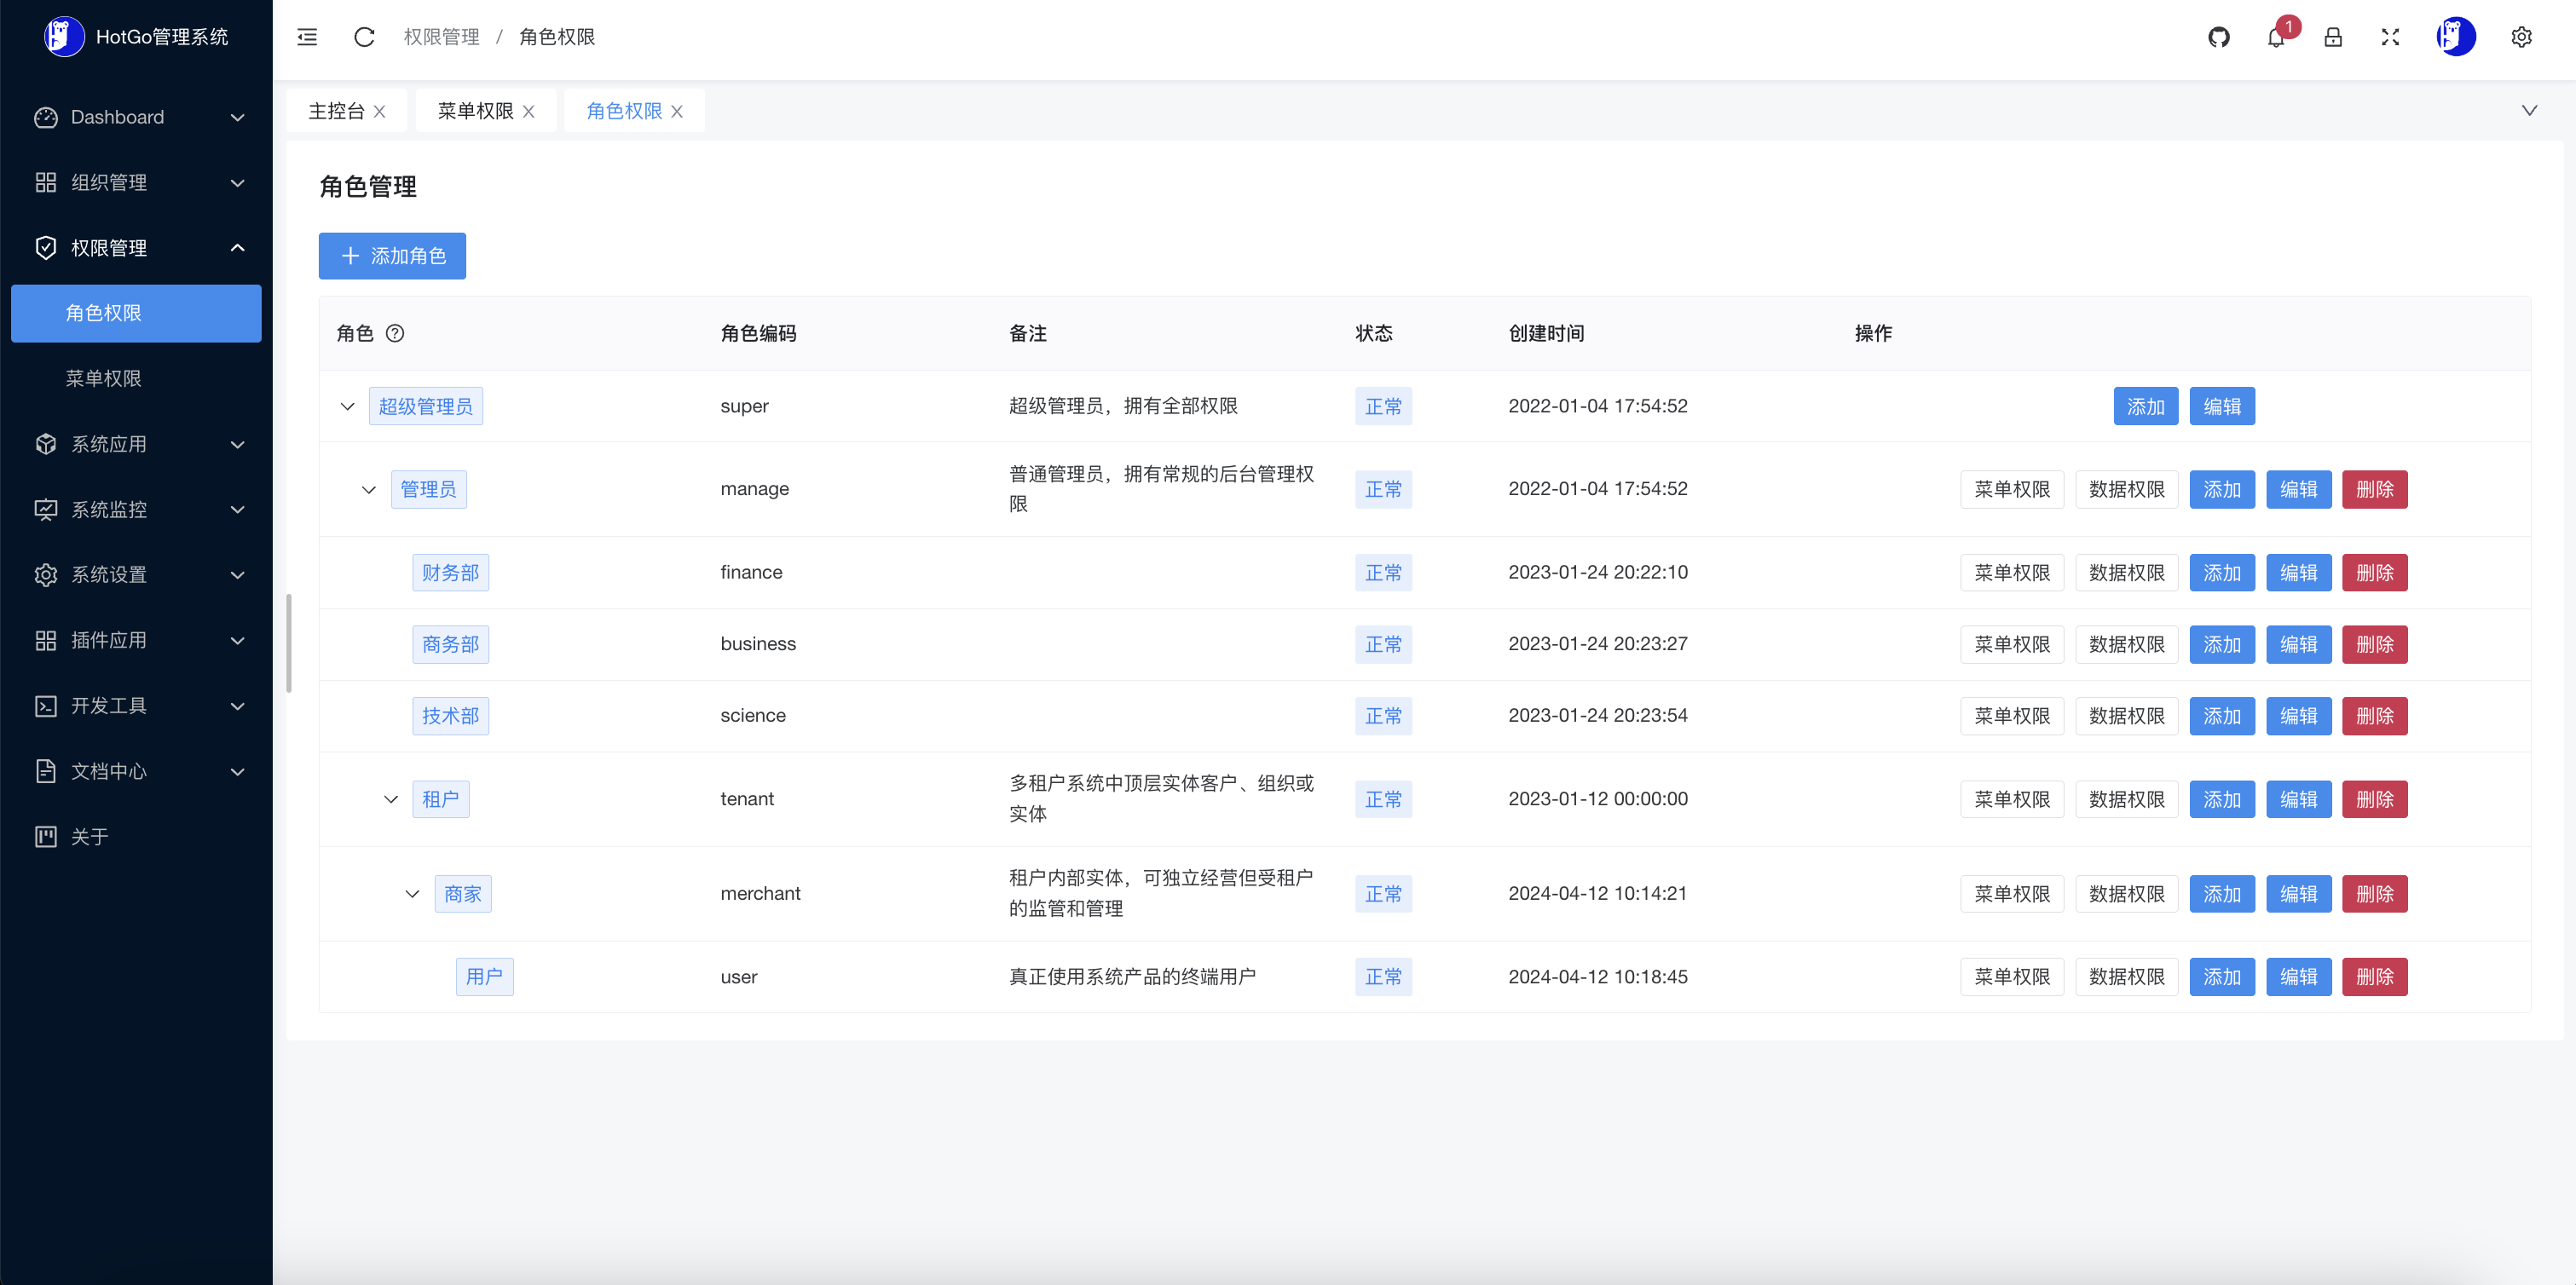 HotGo管理系统
权限管理 / 角色权限
1
Dashboard
组织管理
权限管理
角色权限
菜单权限
系统应用
系统监控
系统设置
插件应用
开发工具
文档中心
关于
主控台 菜单权限 角色权限
角色管理
添加角色
角色 角色编码 备注 状态 创建时间 操作
超级管理员 super 超级管理员，拥有全部权限 正常 2022-01-04 17:54:52 添加 编辑
管理员 manage 普通管理员，拥有常规的后台管理权
限 正常 2022-01-04 17:54:52 菜单权限 数据权限 添加 编辑 删除
财务部 finance 正常 2023-01-24 20:22:10 菜单权限 数据权限 添加 编辑 删除
商务部 business 正常 2023-01-24 20:23:27 菜单权限 数据权限 添加 编辑 删除
技术部 science 正常 2023-01-24 20:23:54 菜单权限 数据权限 添加 编辑 删除
租户 tenant 多租户系统中顶层实体客户、组织或
实体 正常 2023-01-12 00:00:00 菜单权限 数据权限 添加 编辑 删除
商家 merchant 租户内部实体，可独立经营但受租户
的监管和管理 正常 2024-04-12 10:14:21 菜单权限 数据权限 添加 编辑 删除
用户 user 真正使用系统产品的终端用户 正常 2024-04-12 10:18:45 菜单权限 数据权限 添加 编辑 删除